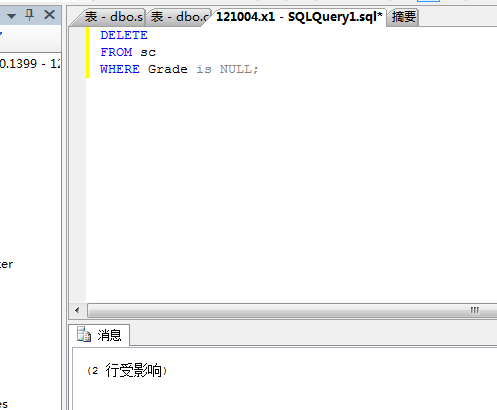 表 - dbo.s
表 - dbo.c
121004.x1 - SQLQuery1.sql*
摘要
0.1399 - 12
DELETE
FROM sc
WHERE Grade is NULL;
ter
消息
(2 行受影响)
es